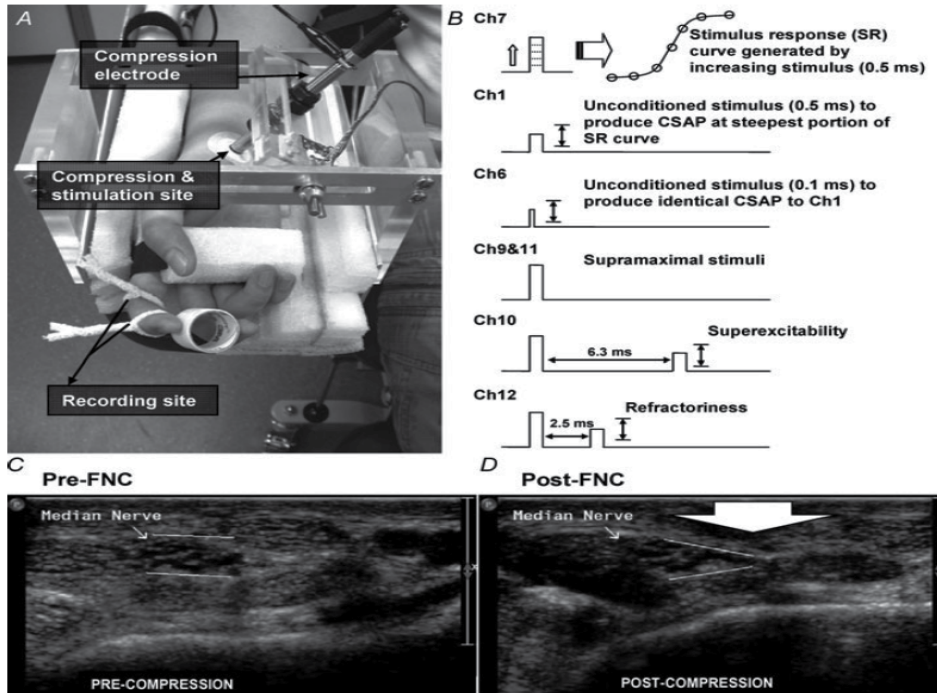 A
Compression
electrode
Compression &
stimulation site
Recording site
B
Ch7
Stimulus response (SR)
curve generated by
increasing stimulus (0.5 ms)
Ch1
Unconditioned stimulus (0.5 ms) to
produce CSAP at steepest portion of
SR curve
Ch6
Unconditioned stimulus (0.1 ms) to
produce identical CSAP to Ch1
Ch9&11
Supramaximal stimuli
Ch10
Superexcitability
6.3 ms
Ch12
Refractoriness
2.5 ms
C
Pre-FNC
Median Nerve
PRE-COMPRESSION
D
Post-FNC
Median Nerve
POST-COMPRESSION